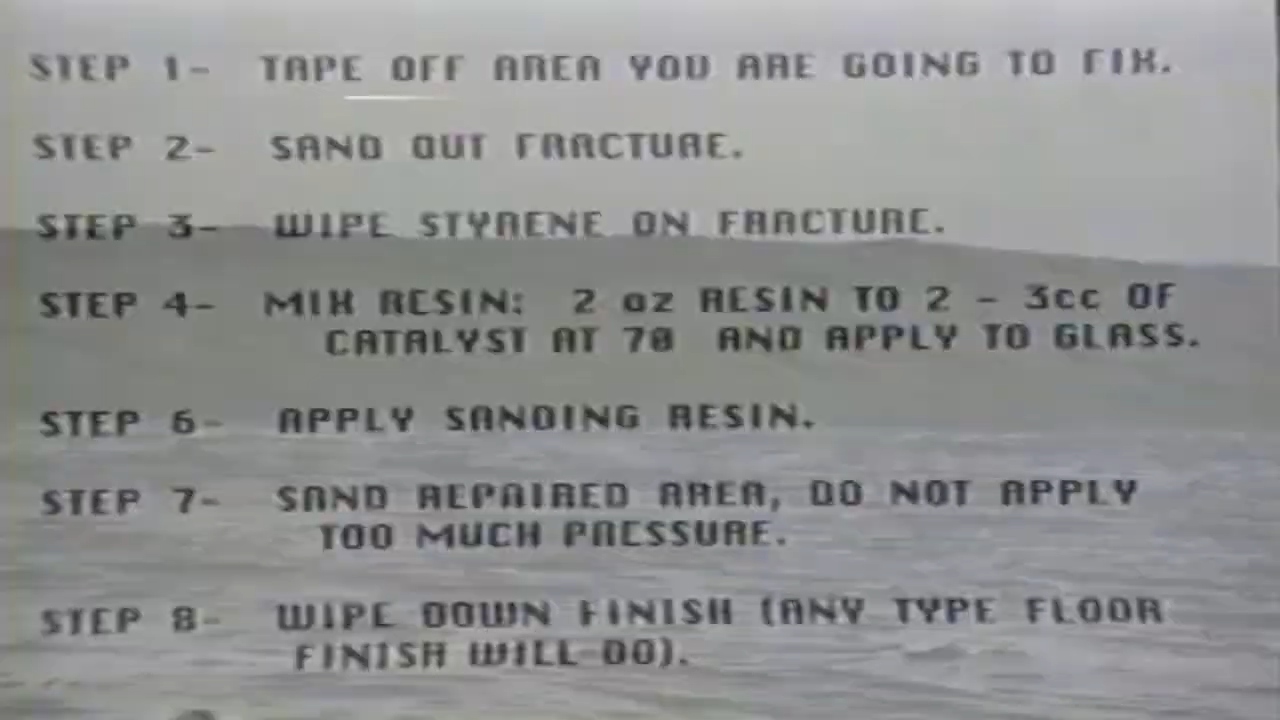 STEP 1- TAPE OFF AREA YOU ARE GOING TO FIX.
STEP 2- SAND OUT FRACTURE.
STEP 3- WIPE STYRENE ON FRACTURE.
STEP 4- MIX RESIN: 2 oz RESIN TO 2 - 3cc OF
CATALYST AT 70 AND APPLY TO GLASS.
STEP 6- APPLY SANDING RESIN.
STEP 7- SAND REPAIRED AREA, DO NOT APPLY
TOO MUCH PRESSURE.
STEP 8- WIPE DOWN FINISH (ANY TYPE FLOOR
FINISH WILL DO).